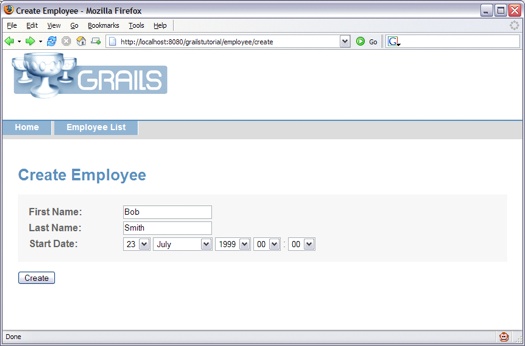 Create Employee - Mozilla Firefox
File Edit View Go Bookmarks Tools Help
http://localhost:8080/grailstutorial/employee/create Go G
GRAILS
Home Employee List
Create Employee
First Name: Bob
Last Name: Smith
Start Date: 23 July 1999 00 : 00
Create
Done